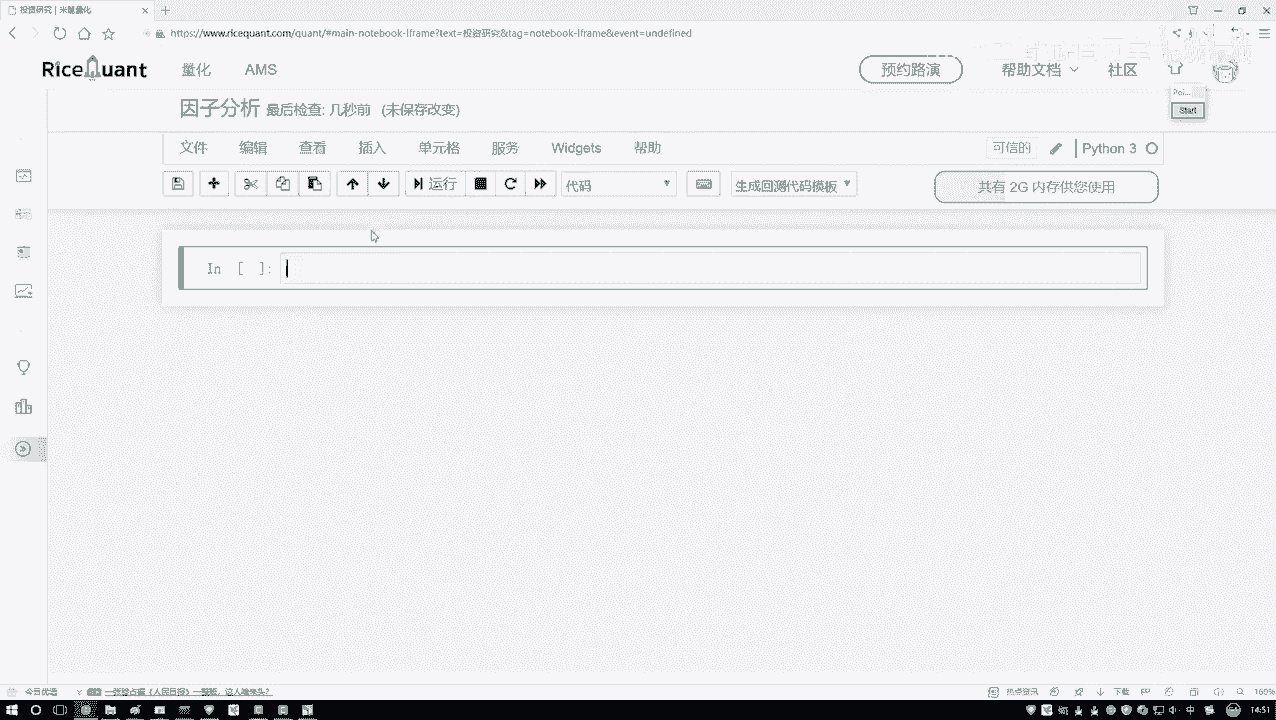 投资研究 | 米筐量化
https://www.ricequant.com/quant/#main-notebook-iframe?text=投资研究&tag=notebook-iframe&event=undefined
RiceQuant 量化 AMS 预约路演 帮助文档 社区
因子分析 最后检查: 几秒前 (未保存改变)
Start
文件 编辑 查看 插入 单元格 服务 Widgets 帮助 可信的 Python 3
运行 代码 生成回测代码模板 共有 2G 内存供您使用
In [ ]:
今日优选 热点资讯 下载 160%
中 14:51